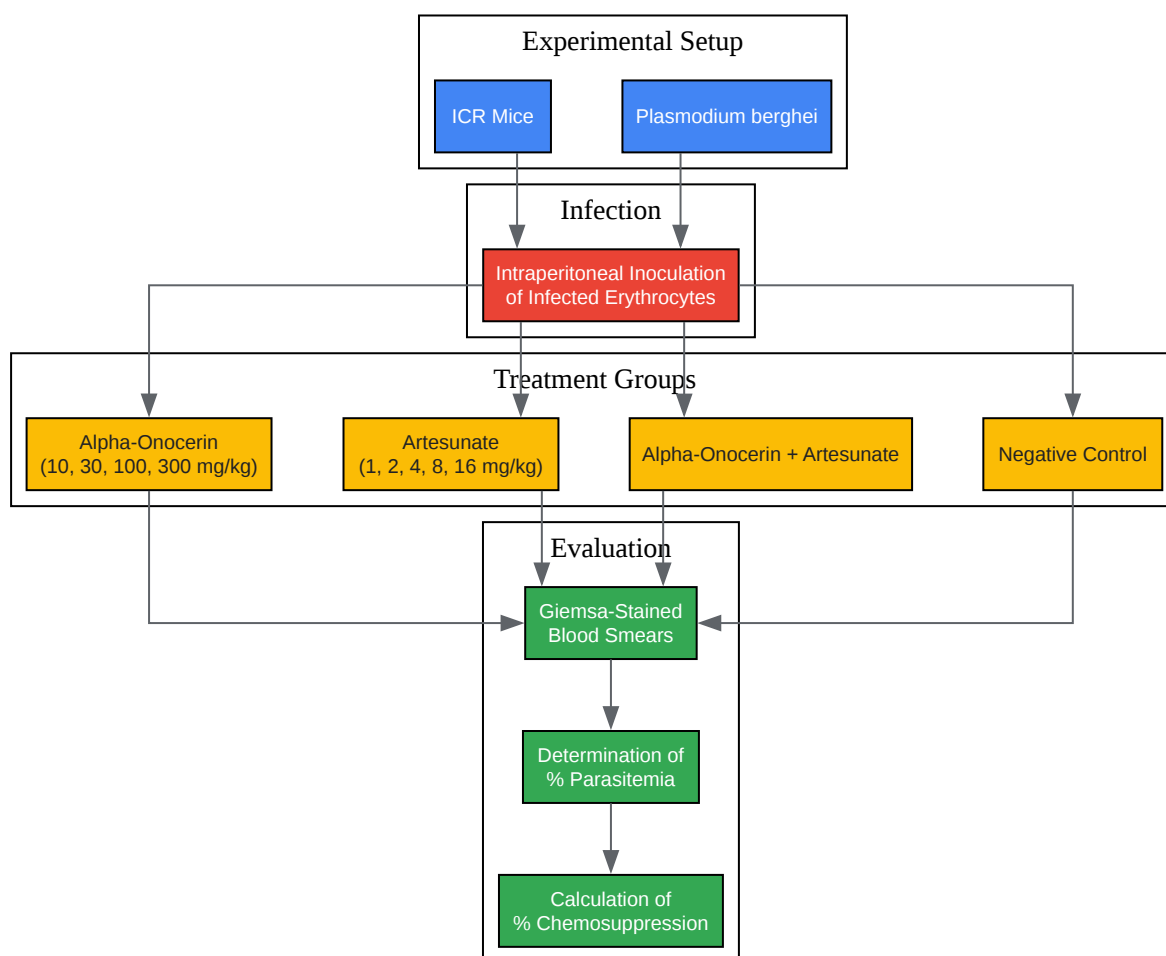 Experimental Setup
ICR Mice
Plasmodium berghei
Infection
Intraperitoneal Inoculation
of Infected Erythrocytes
Treatment Groups
Alpha-Onocerin
(10, 30, 100, 300 mg/kg)
Artesunate
(1, 2, 4, 8, 16 mg/kg)
Alpha-Onocerin + Artesunate
Negative Control
Evaluation
Giemsa-Stained
Blood Smears
Determination of
% Parasitemia
Calculation of
% Chemosuppression